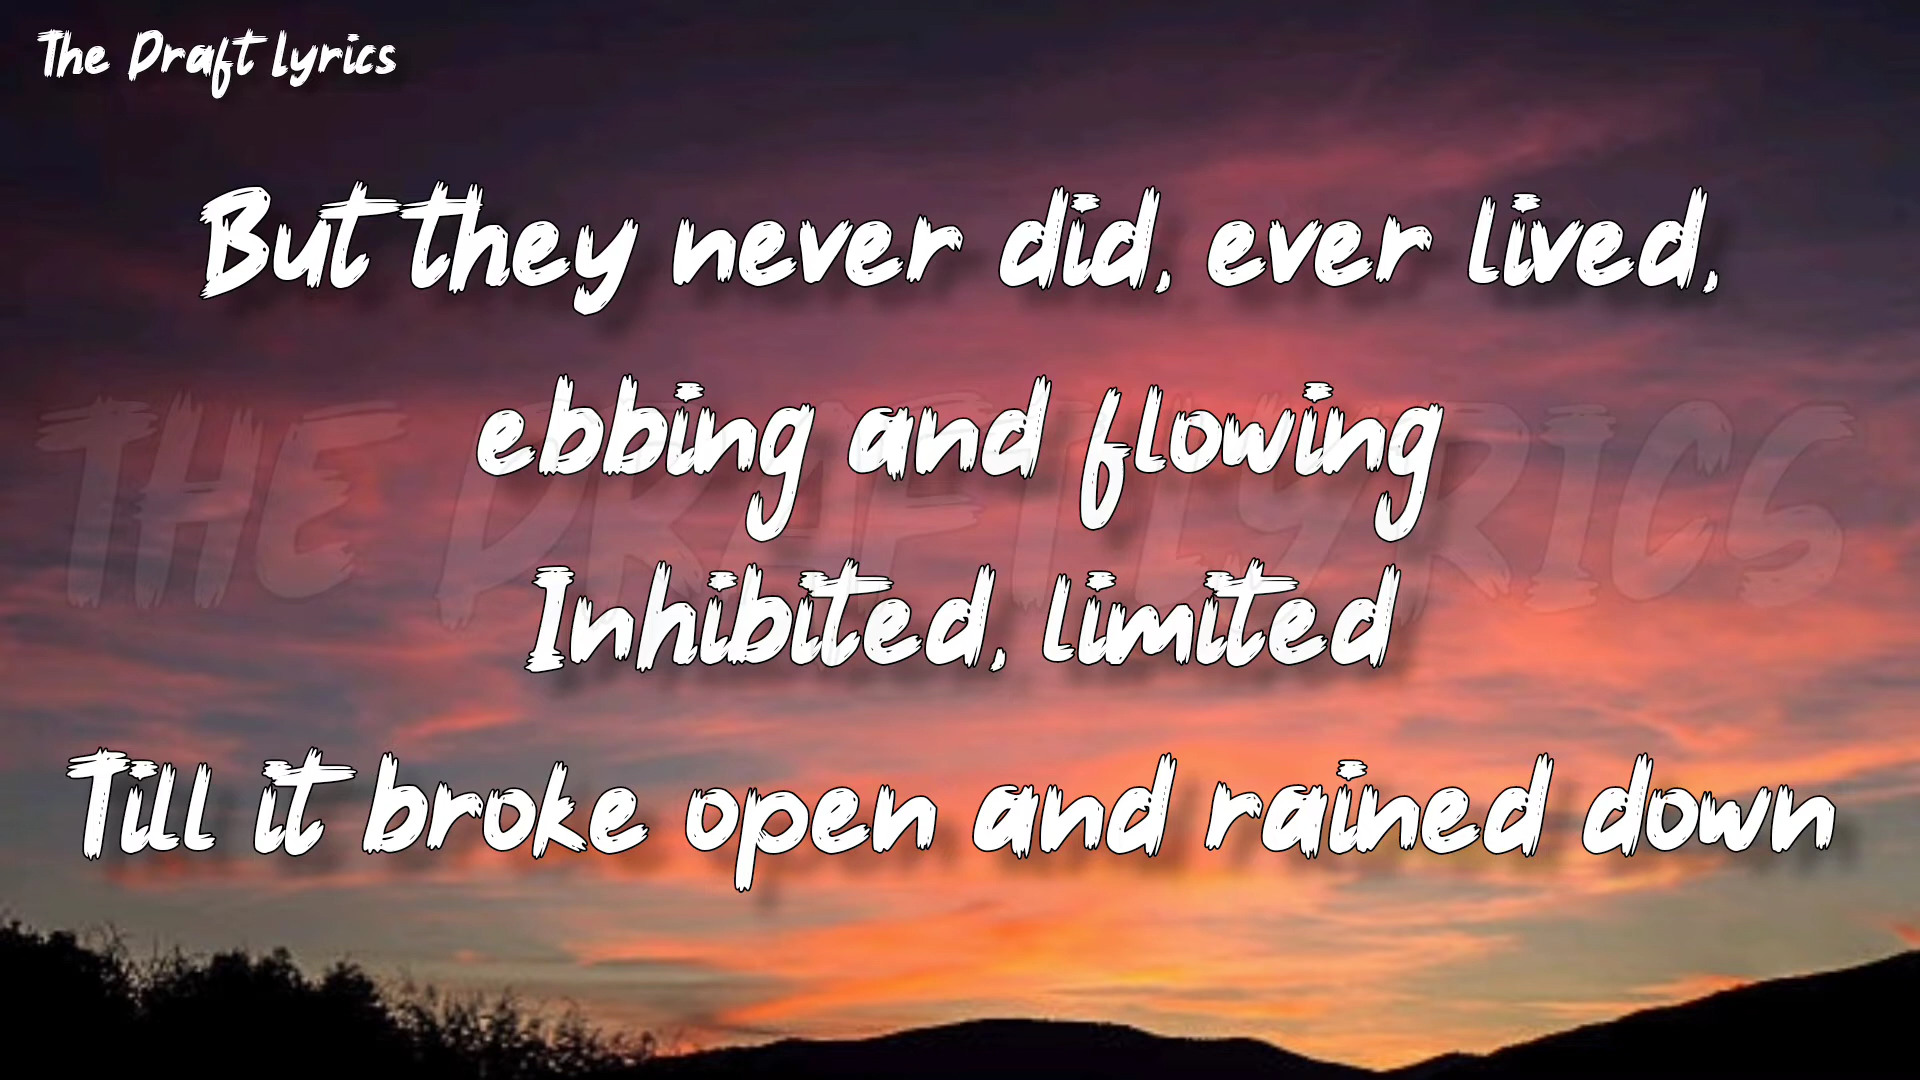 The Draft Lyrics
But they never did, ever lived,
ebbing and flowing
THE DRAFT LYRICS
Inhibited, limited
Till it broke open and rained down